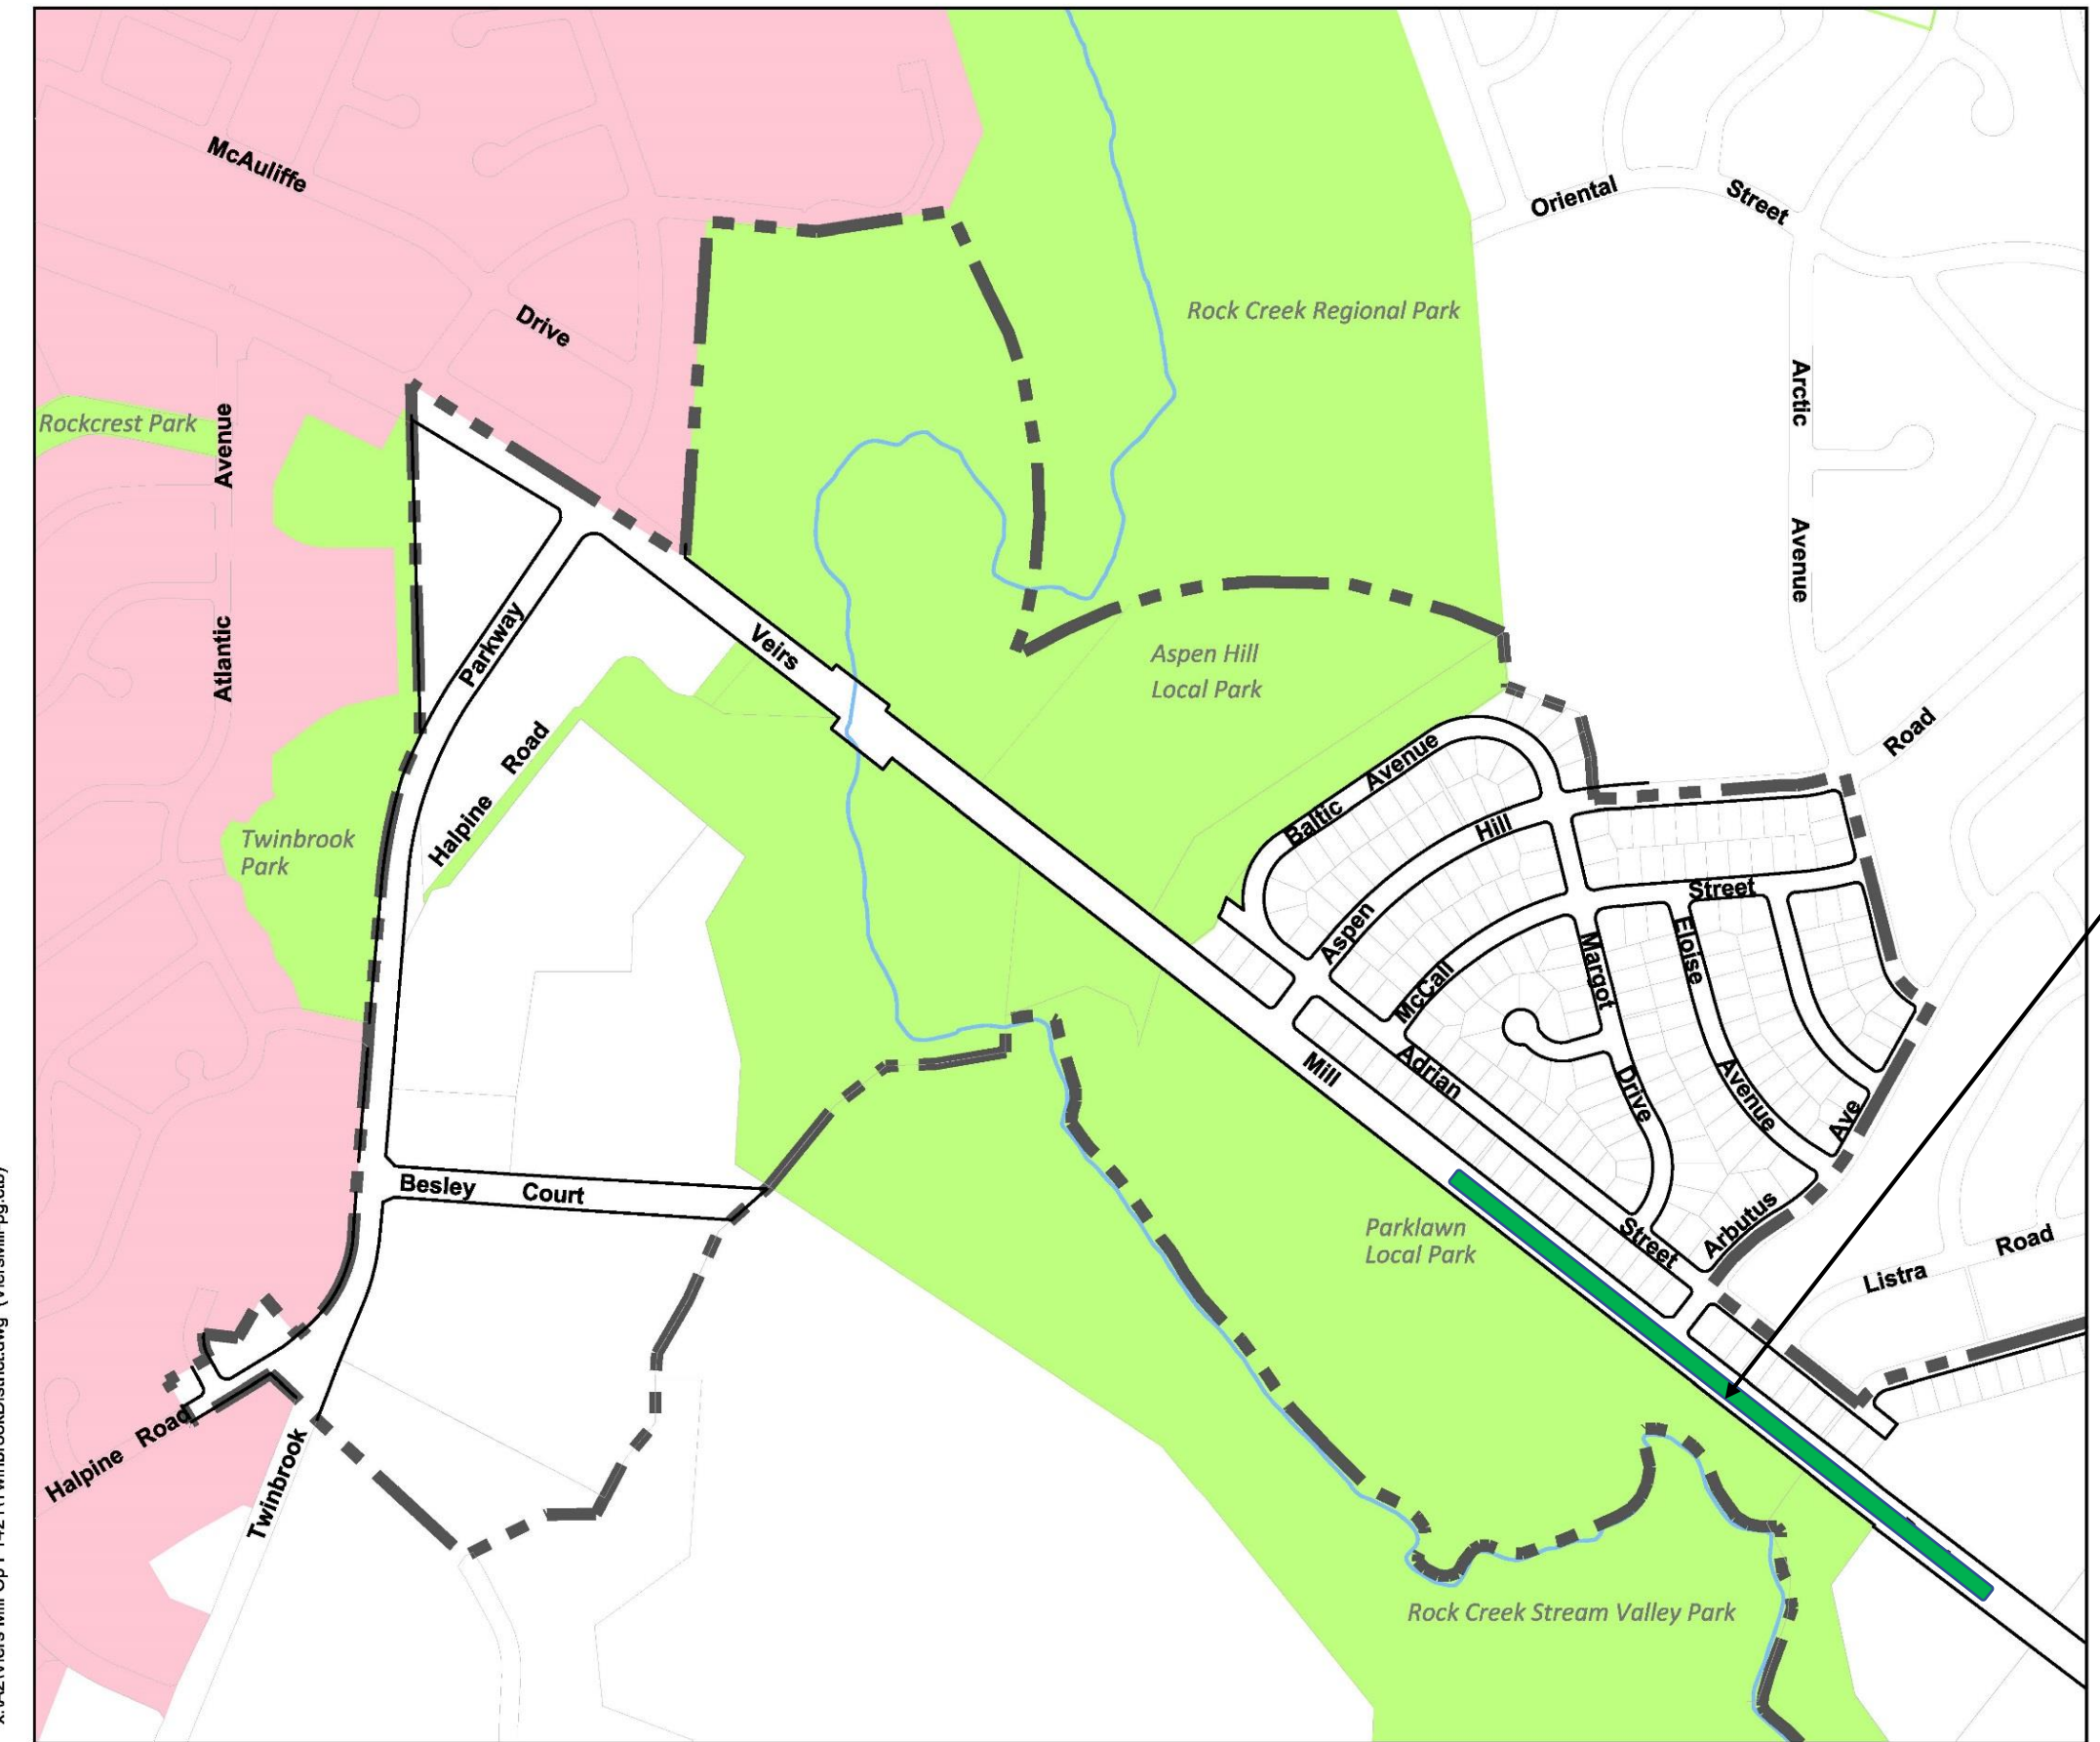 McAuliffe
Drive
Oriental
Street
Rock Creek Regional Park
Arctic
Avenue
Rockcrest Park
Avenue
Atlantic
Parkway
Veirs
Aspen Hill
Local Park
Road
Halpine
Road
Twinbrook
Park
Baltic
Avenue
Hill
Aspen
Street
McCall
Margot
Eloise
Mill
Adrian
Drive
Avenue
Ave
Besley Court
Arbutus
Street
Parklawn
Local Park
Listra
Road
Halpine
Road
Twinbrook
Rock Creek Stream Valley Park